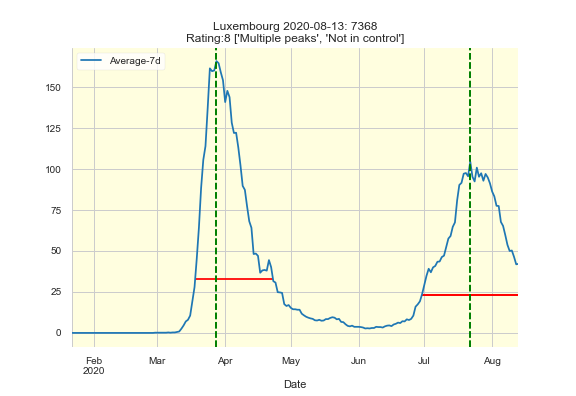 Luxembourg 2020-08-13: 7368
Rating:8 ['Multiple peaks', 'Not in control']
Average-7d
150
125
100
75
50
25
0
Feb
2020
Mar
Apr
May
Jun
Jul
Aug
Date